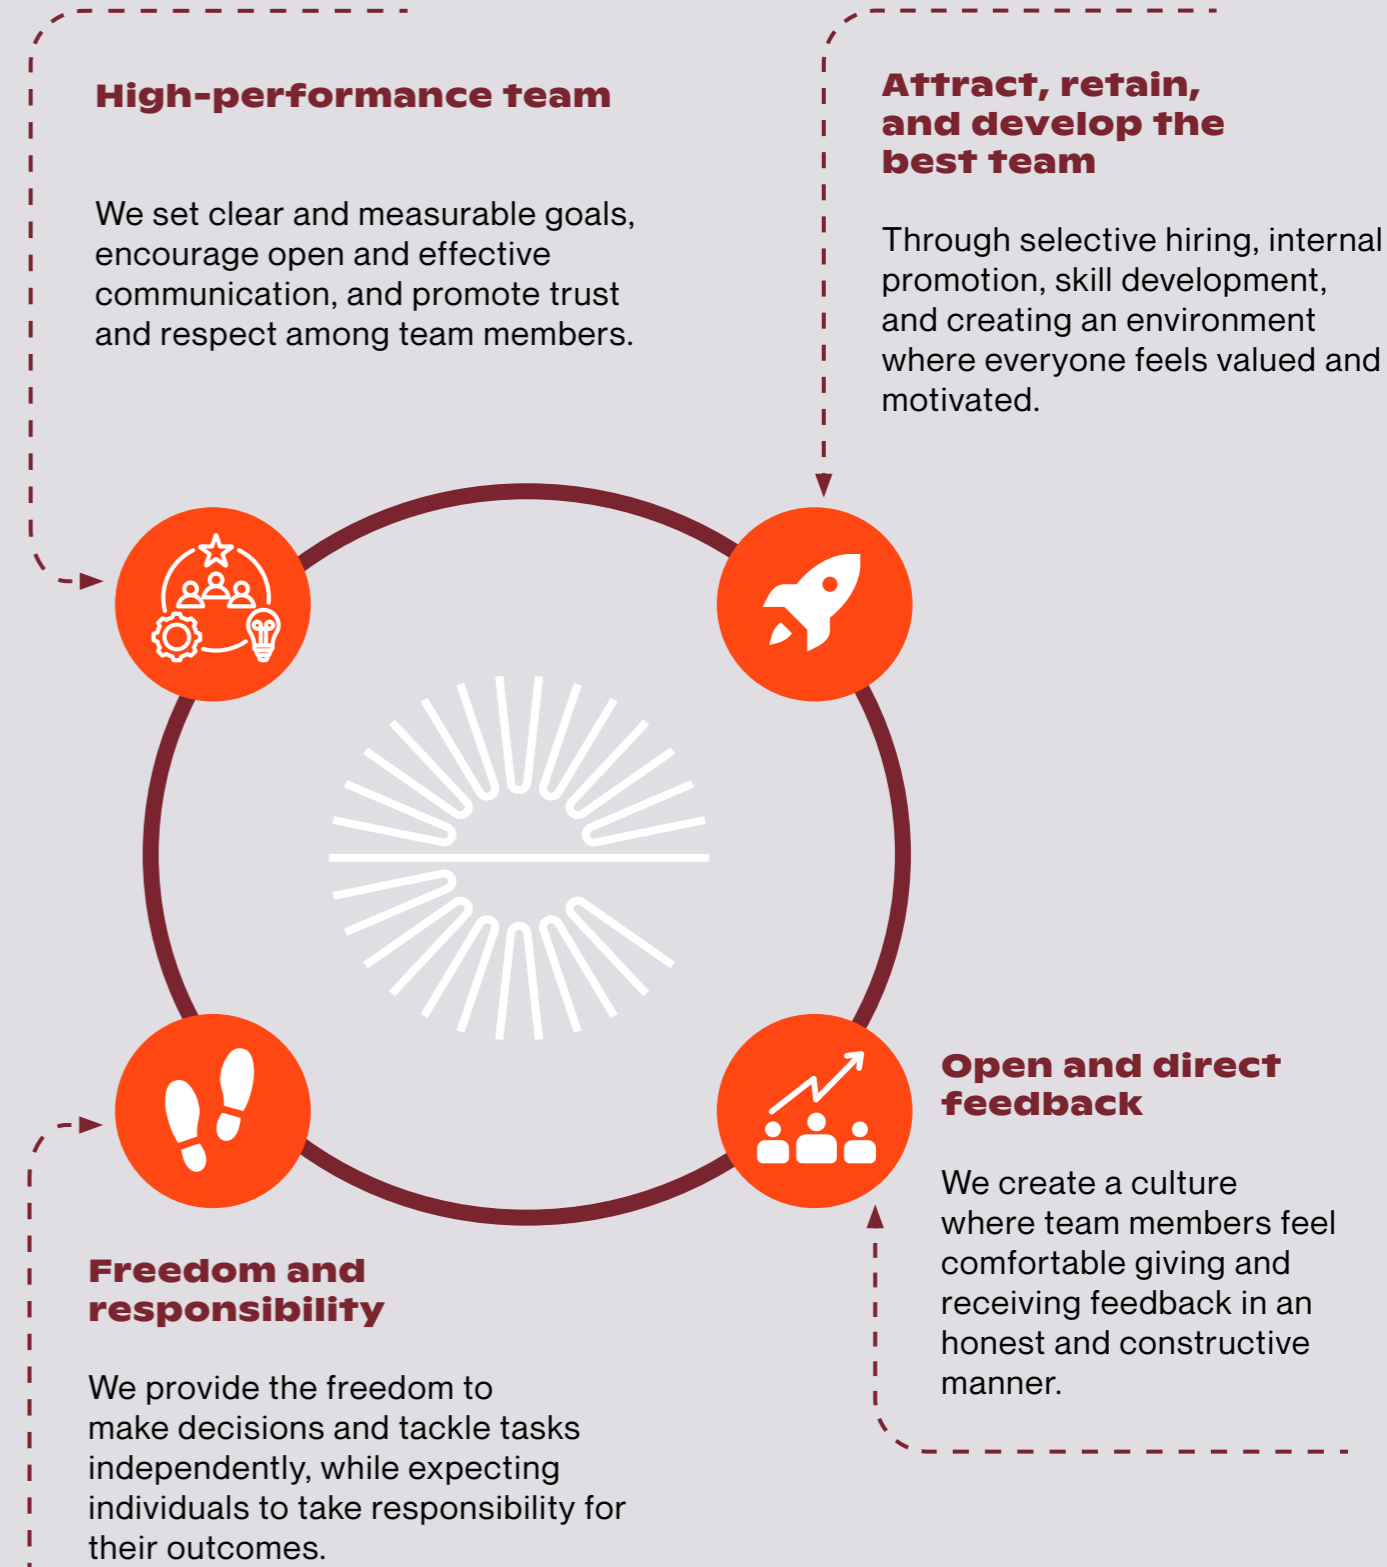 High-performance team
We set clear and measurable goals,
encourage open and effective
communication, and promote trust
and respect among team members.
Attract, retain,
and develop the
best team
Through selective hiring, internal
promotion, skill development,
and creating an environment
where everyone feels valued and
motivated.
Open and direct
feedback
We create a culture
where team members feel
comfortable giving and
receiving feedback in an
honest and constructive
manner.
Freedom and
responsibility
We provide the freedom to
make decisions and tackle tasks
independently, while expecting
individuals to take responsibility for
their outcomes.